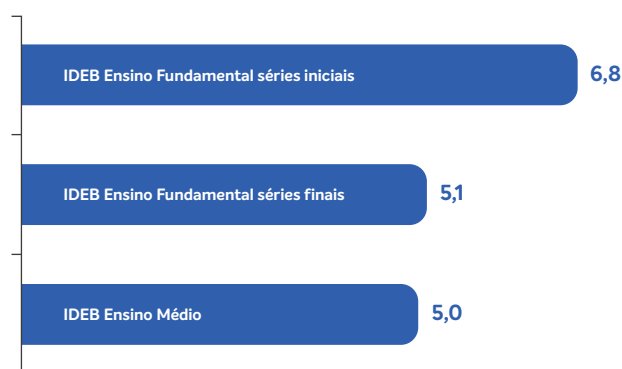 IDEB Ensino Fundamental séries iniciais 6,8
IDEB Ensino Fundamental séries finais 5,1
IDEB Ensino Médio 5,0